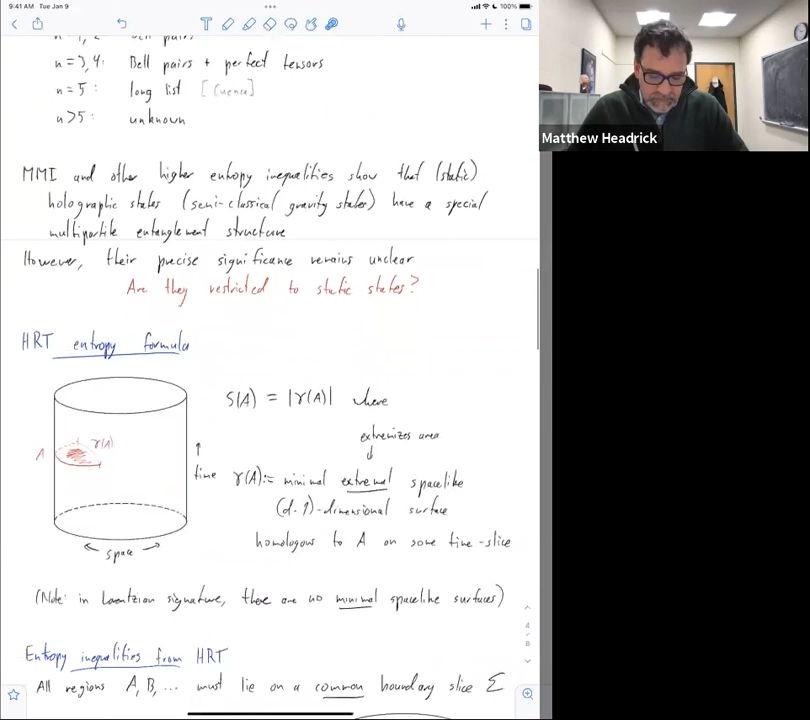 9:41 AM Tue Jan 9
100%
Matthew Headrick
n = 3,4: Bell pairs + perfect tensors
n = 5: long list [Cuenca]
n > 5: unknown
MMI and other higher entropy inequalities show that (static)
holographic states (semi-classical gravity states) have a special
multipartite entanglement structure
However, their precise significance remains unclear
Are they restricted to static states?
HRT entropy formula
S(A) = |γ(A)| where
extremizes area
A
γ(A)
↑
time
γ(A) := minimal extremal spacelike
(d-1)-dimensional surface
homologous to A on some time-slice
← space →
(Note: in Lorentzian signature, there are no minimal spacelike surfaces)
Entropy inequalities from HRT
All regions A, B, ... must lie on a common boundary slice Σ